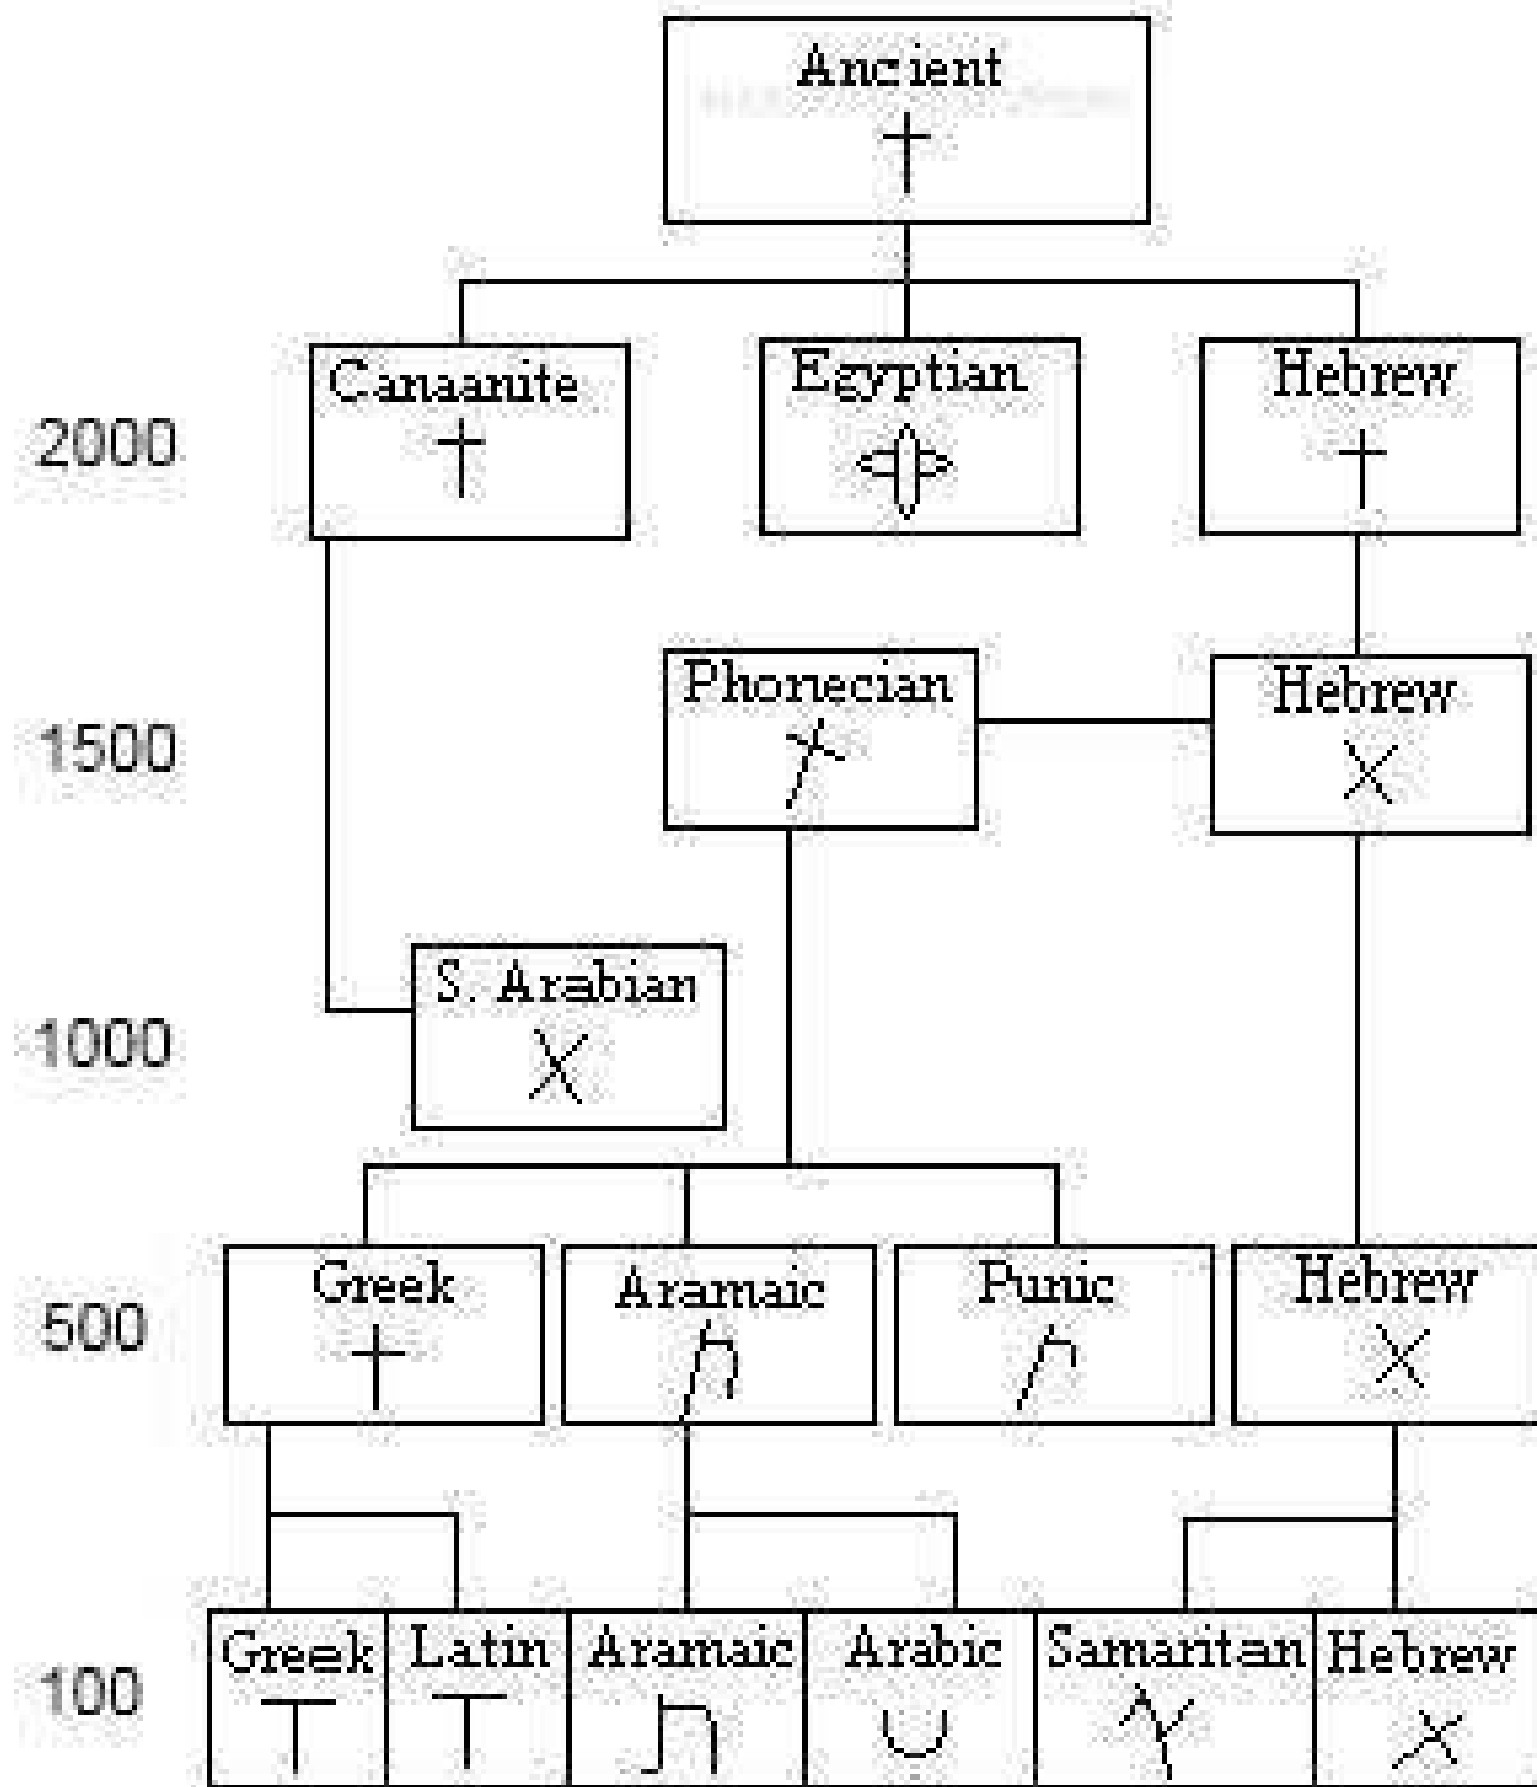 Ancient
Canaanite Egyptian Hebrew
2000
Phonecian Hebrew
1500
S. Arabian
1000
Greek Aramaic Punic Hebrew
500
Greek Latin Aramaic Arabic Samaritan Hebrew
100